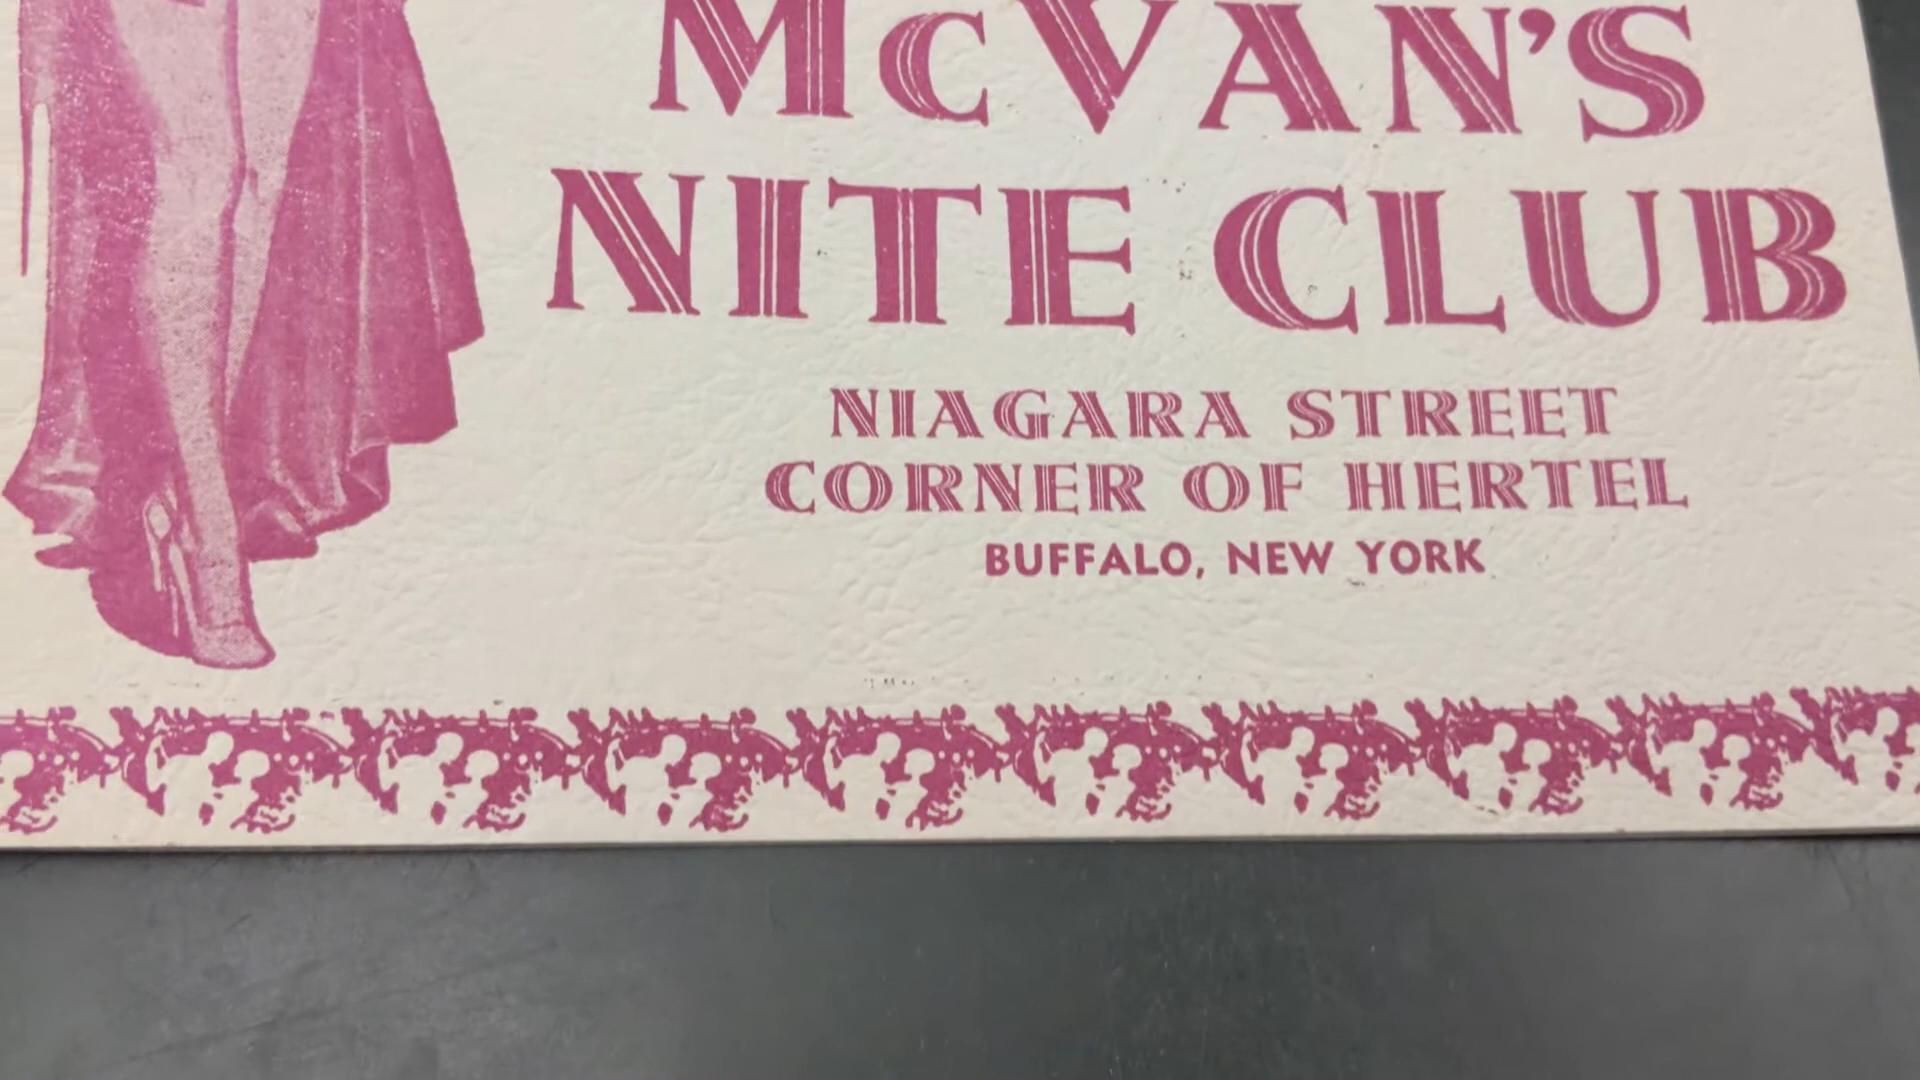 McVAN'S
NITE CLUB
NIAGARA STREET
CORNER OF HERTEL
BUFFALO, NEW YORK